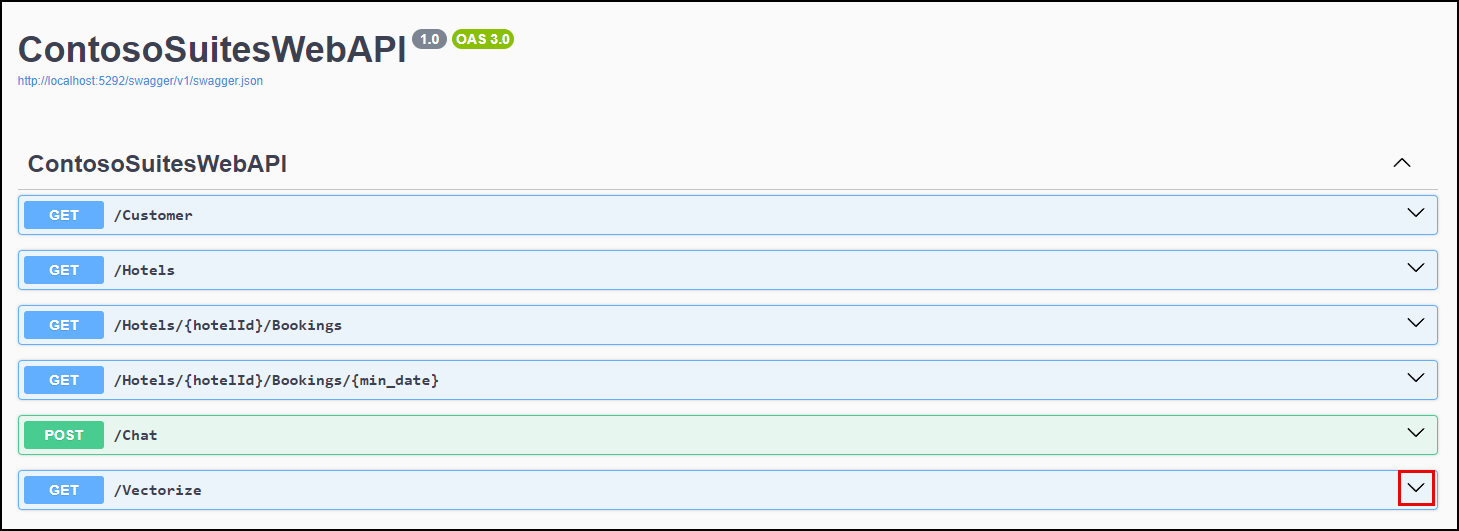 ContosoSuitesWebAPI 1.0 OAS 3.0
http://localhost:5292/swagger/v1/swagger.json
ContosoSuitesWebAPI
GET /Customer
GET /Hotels
GET /Hotels/{hotelId}/Bookings
GET /Hotels/{hotelId}/Bookings/{min_date}
POST /Chat
GET /Vectorize